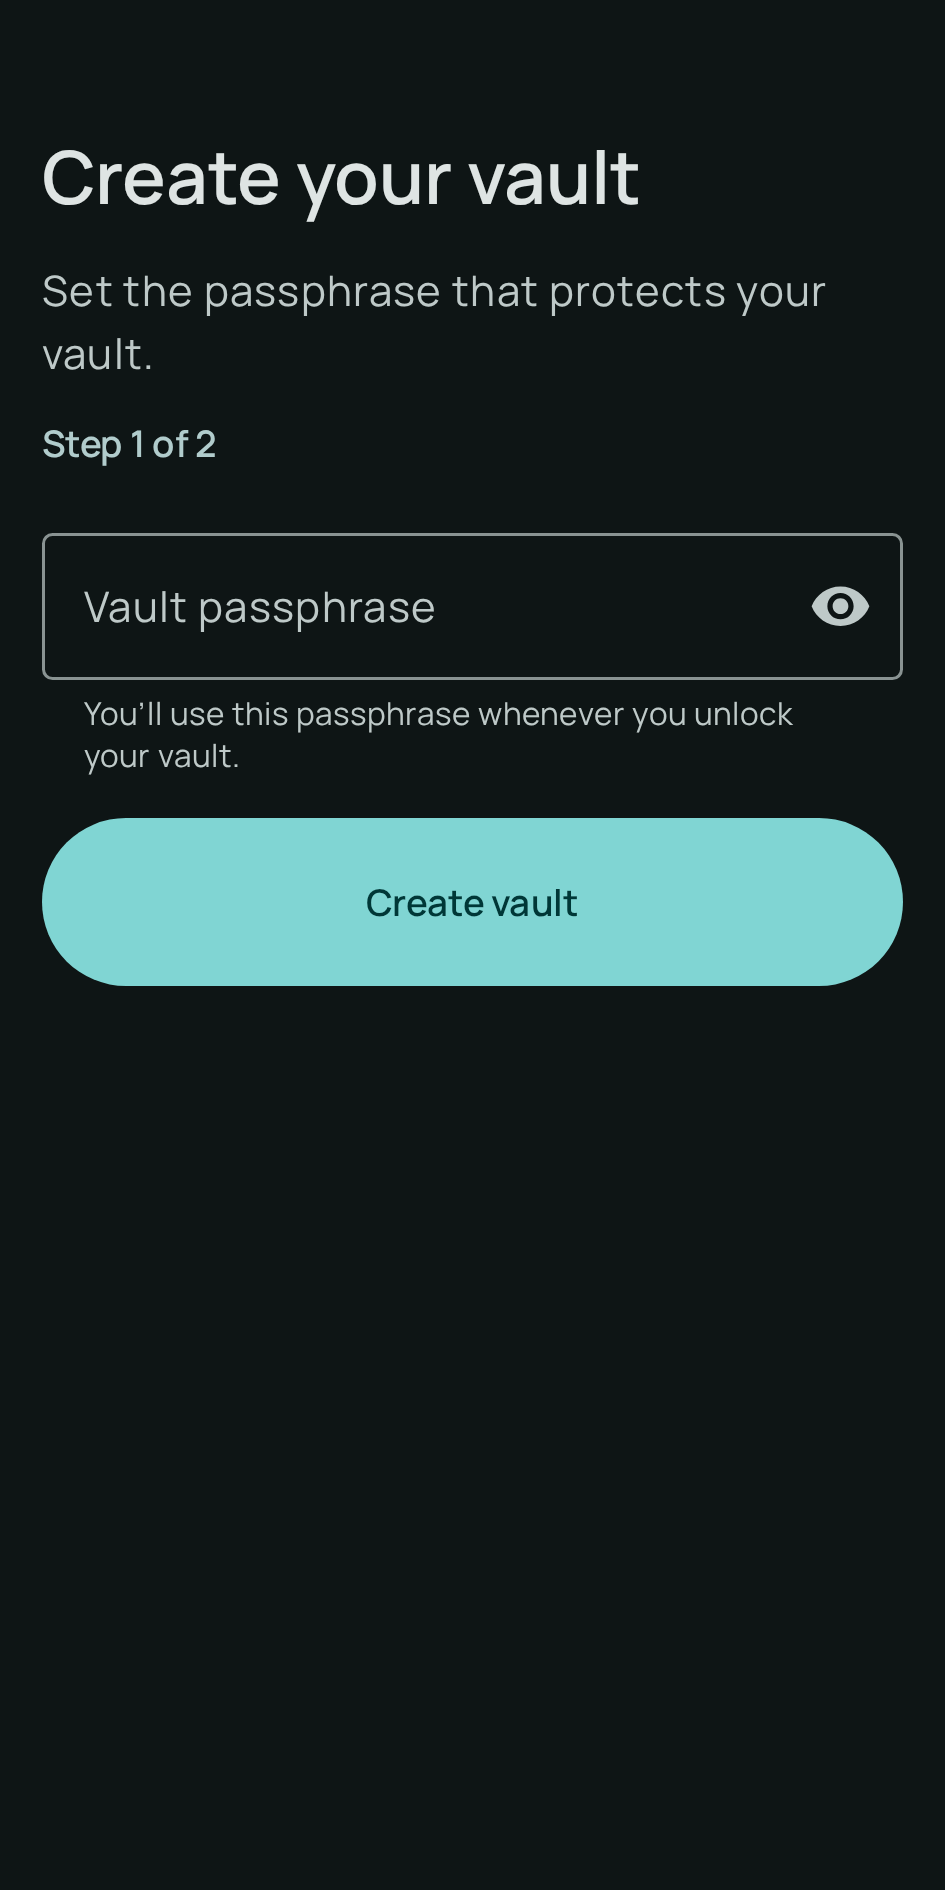 Create your vault
Set the passphrase that protects your
vault.
Step 1 of 2
Vault passphrase
You’ll use this passphrase whenever you unlock
your vault.
Create vault